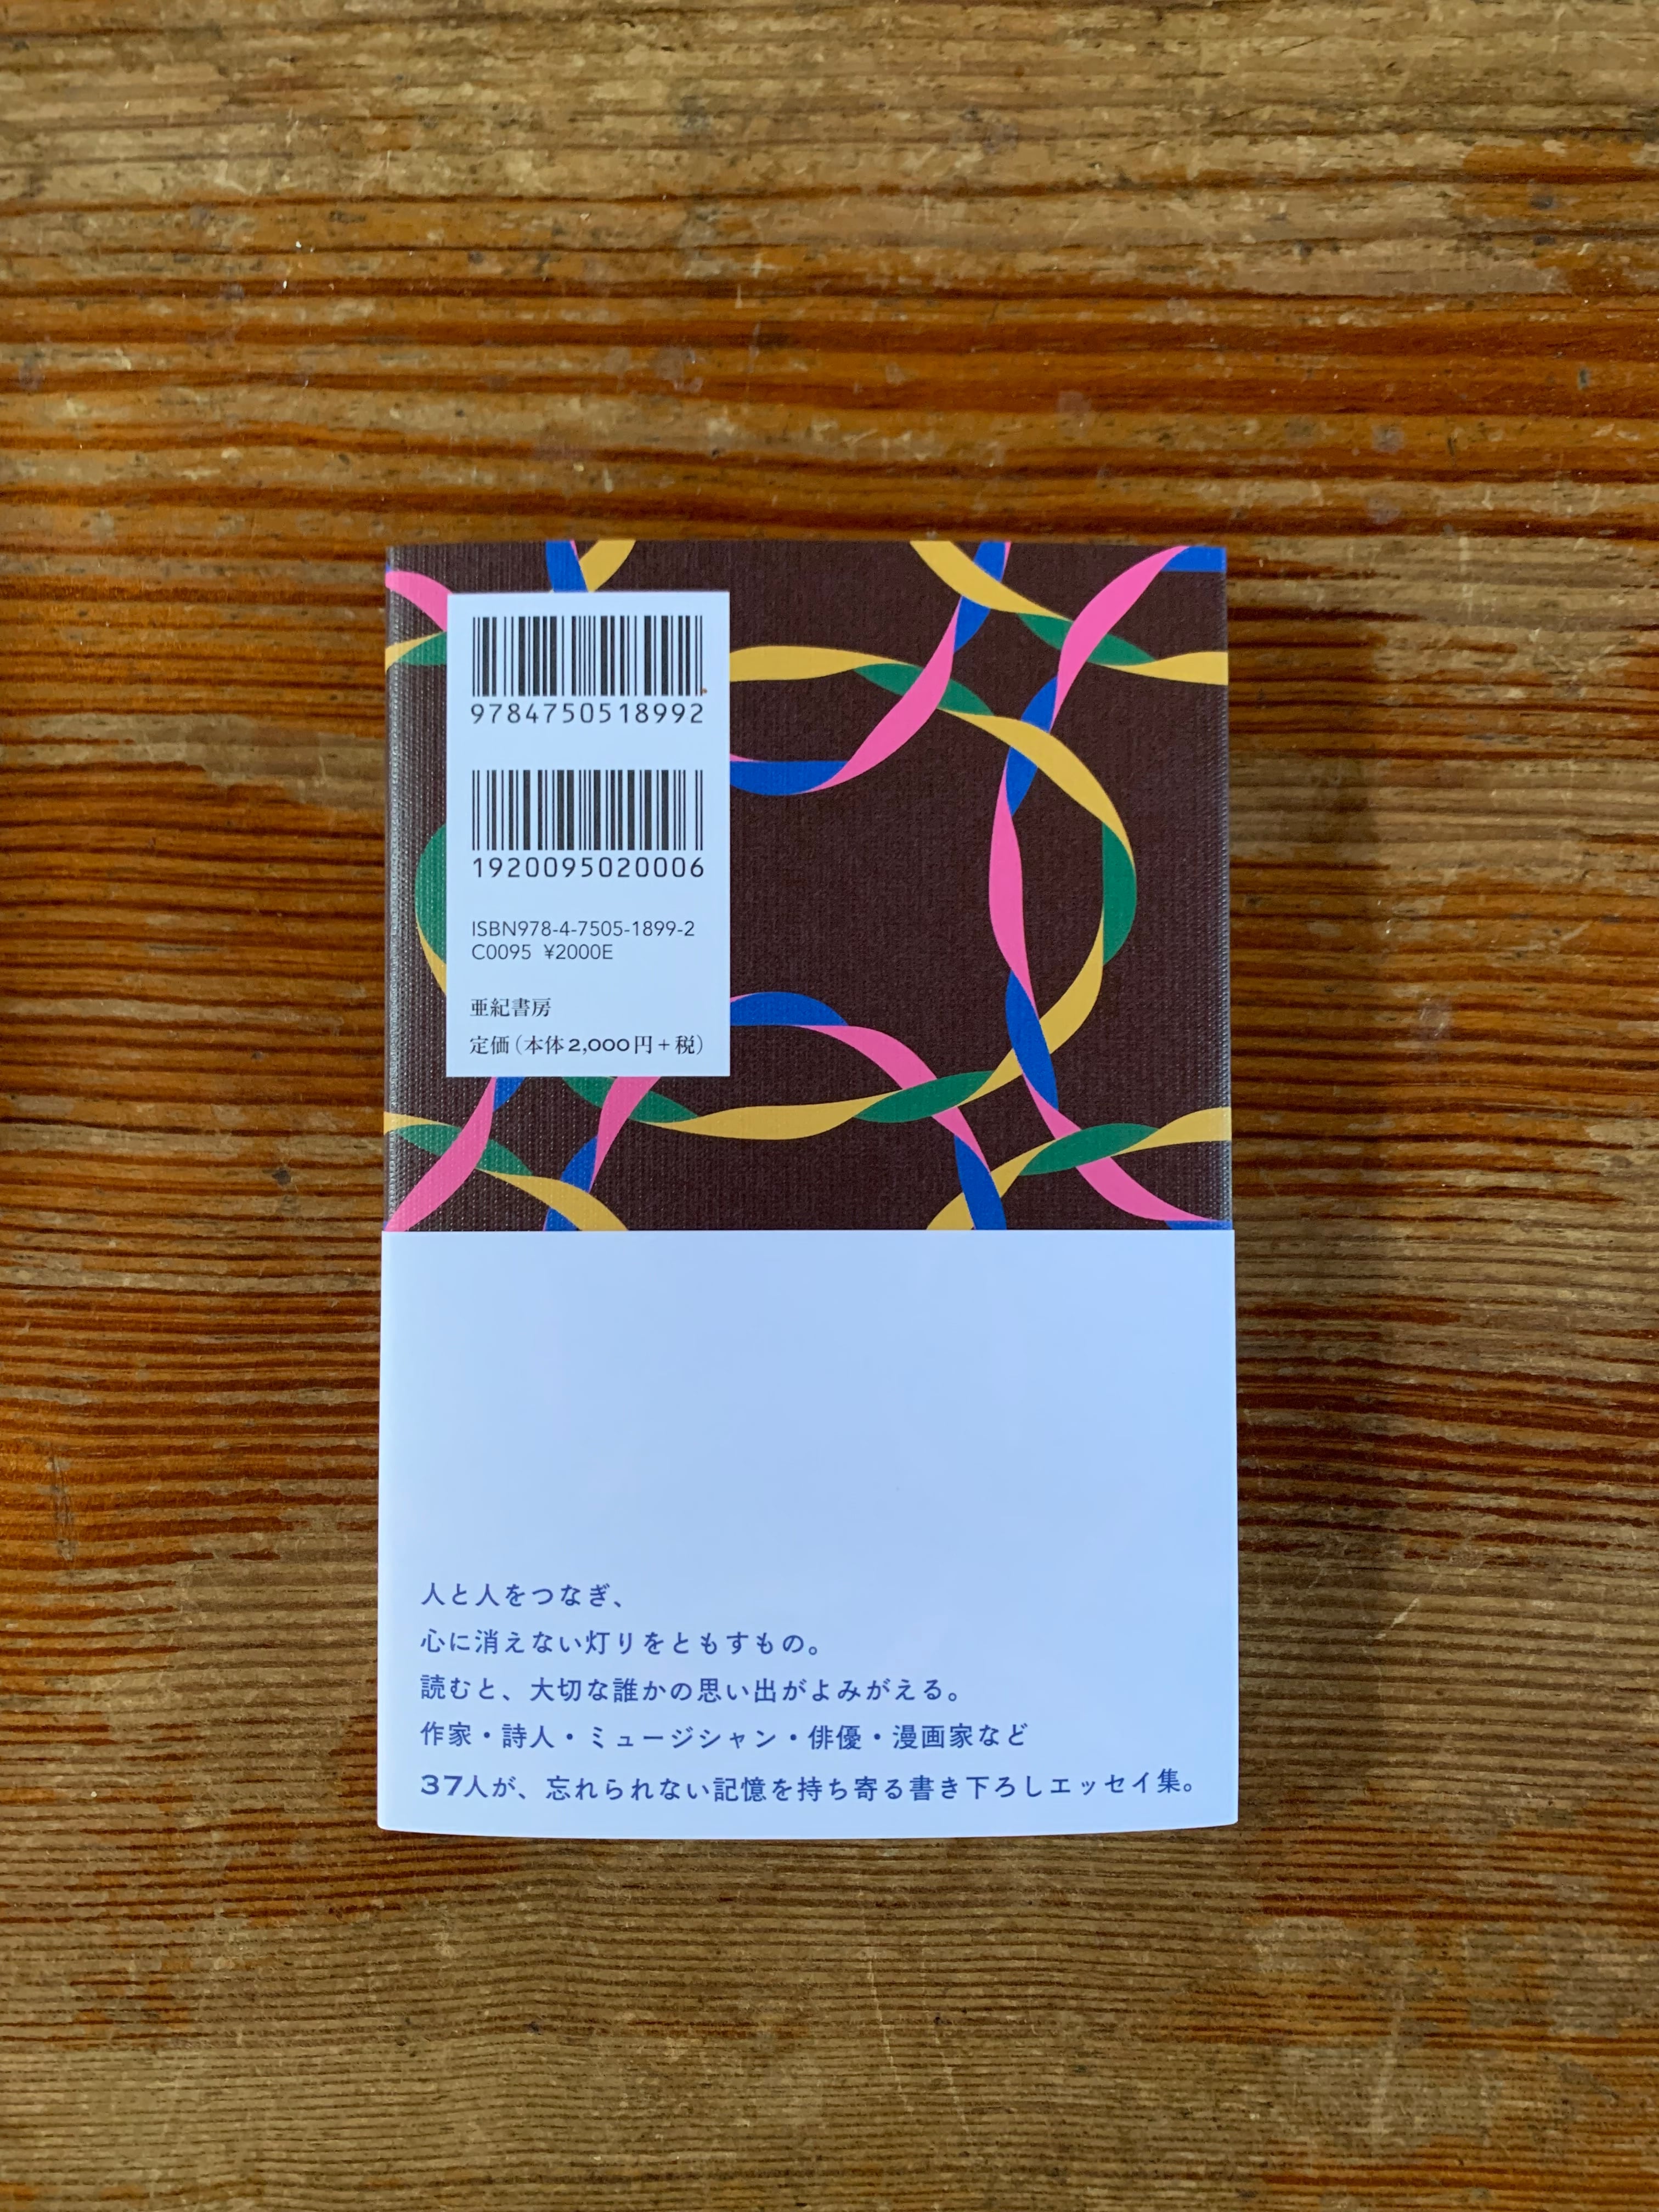 9784750518992
1920095020006
ISBN978-4-7505-1899-2
C0095 ¥2000E
亜紀書房
定価（本体2,000円＋税）
人と人をつなぎ、
心に消えない灯りをともすもの。
読むと、大切な誰かの思い出がよみがえる。
作家・詩人・ミュージシャン・俳優・漫画家など
37人が、忘れられない記憶を持ち寄る書き下ろしエッセイ集。